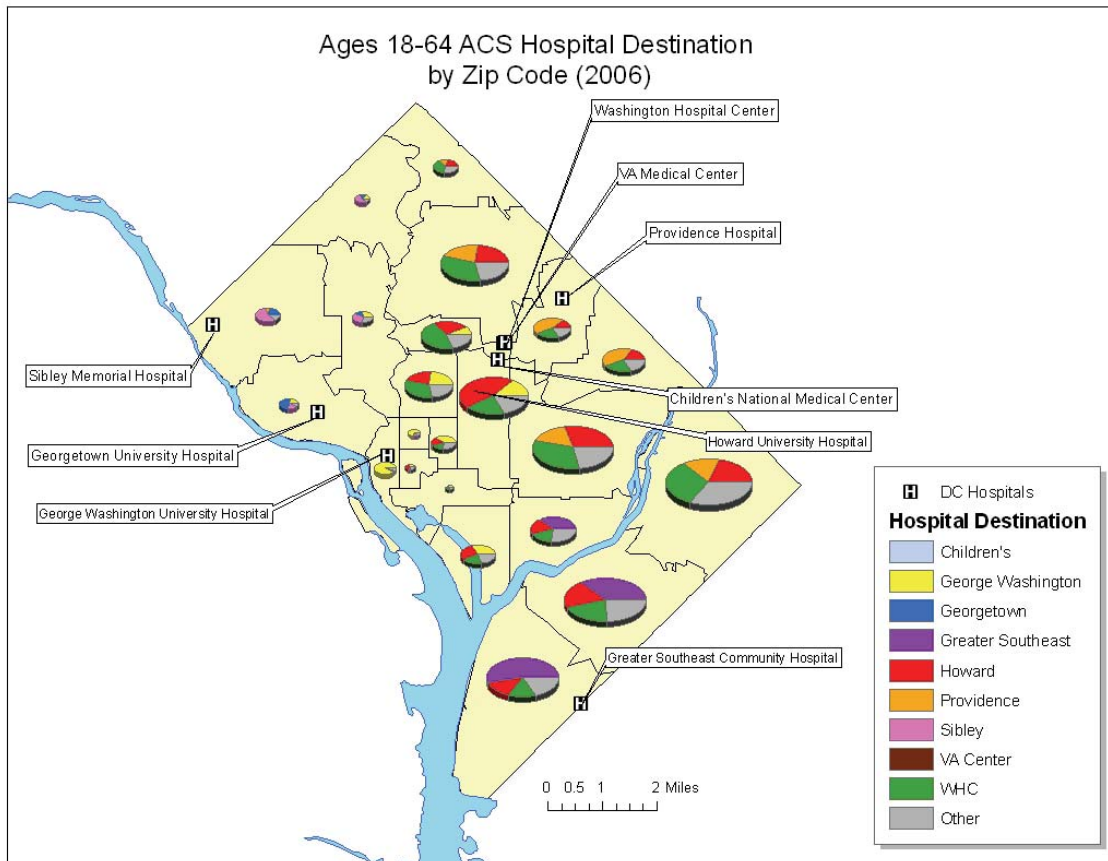 Ages 18-64 ACS Hospital Destination
by Zip Code (2006)
Washington Hospital Center
VA Medical Center
Providence Hospital
Sibley Memorial Hospital
Children's National Medical Center
Howard University Hospital
Georgetown University Hospital
George Washington University Hospital
Greater Southeast Community Hospital
0 0.5 1 2 Miles
H DC Hospitals
Hospital Destination
Children's
George Washington
Georgetown
Greater Southeast
Howard
Providence
Sibley
VA Center
WHC
Other
H
H
H
H
H
H
H